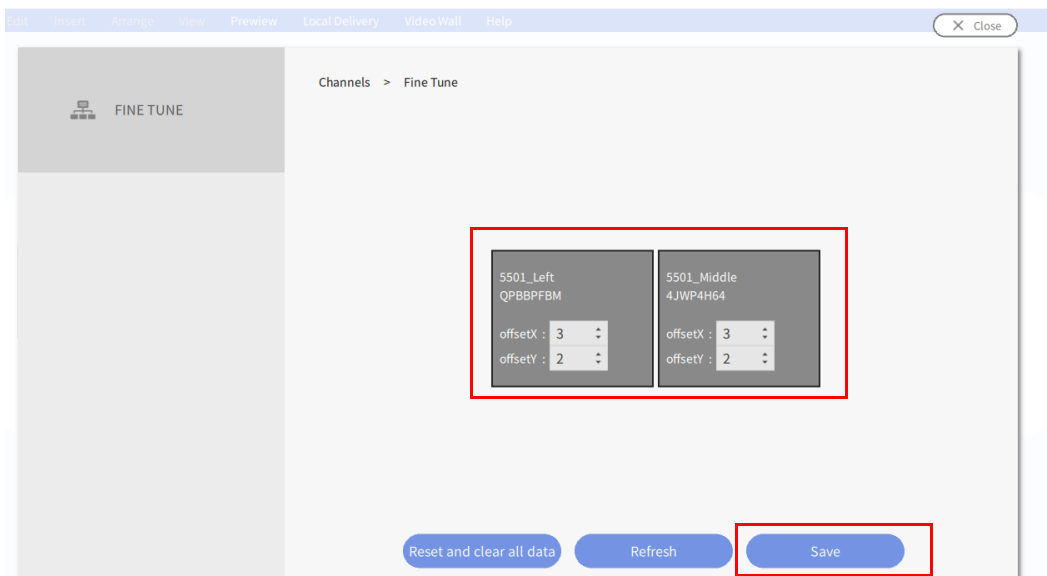 Edit Insert Arrange View Prewiew Local Delivery Video Wall Help
Close
FINE TUNE
Channels > Fine Tune
5501_Left
QPBBPFBM
offsetX : 3
offsetY : 2
5501_Middle
4JWP4H64
offsetX : 3
offsetY : 2
Reset and clear all data Refresh Save